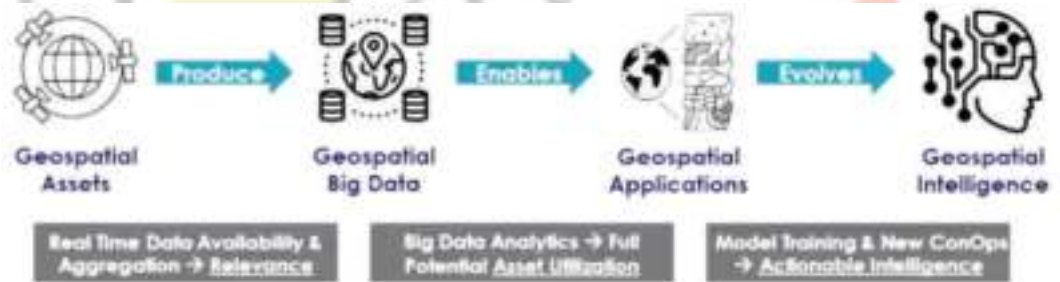 Produce
Enables
Evolves
Geospatial
Assets
Geospatial
Big Data
Geospatial
Applications
Geospatial
Intelligence
Real Time Data Availability &
Aggregation → Relevance
Big Data Analytics → Full
Potential Asset Utilization
Model Training & New ConOps
→ Actionable Intelligence